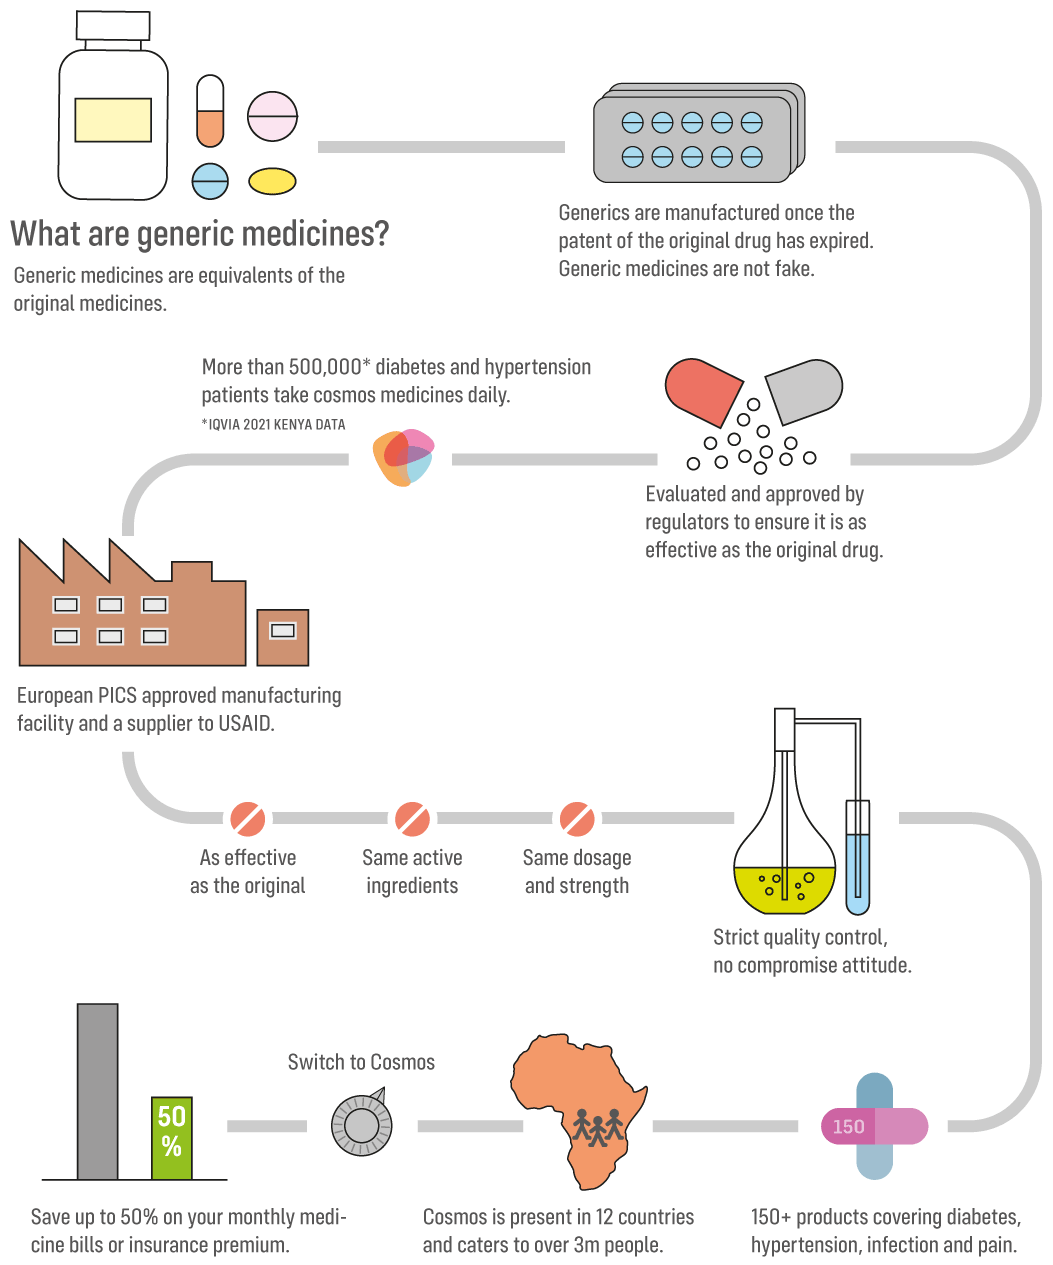 What are generic medicines?
Generic medicines are equivalents of the
original medicines.
Generics are manufactured once the
patent of the original drug has expired.
Generic medicines are not fake.
Evaluated and approved by
regulators to ensure it is as
effective as the original drug.
More than 500,000* diabetes and hypertension
patients take cosmos medicines daily.
*IQVIA 2021 KENYA DATA
European PICS approved manufacturing
facility and a supplier to USAID.
As effective
as the original
Same active
ingredients
Same dosage
and strength
Strict quality control,
no compromise attitude.
150
150+ products covering diabetes,
hypertension, infection and pain.
Cosmos is present in 12 countries
and caters to over 3m people.
Switch to Cosmos
50
%
Save up to 50% on your monthly medi-
cine bills or insurance premium.